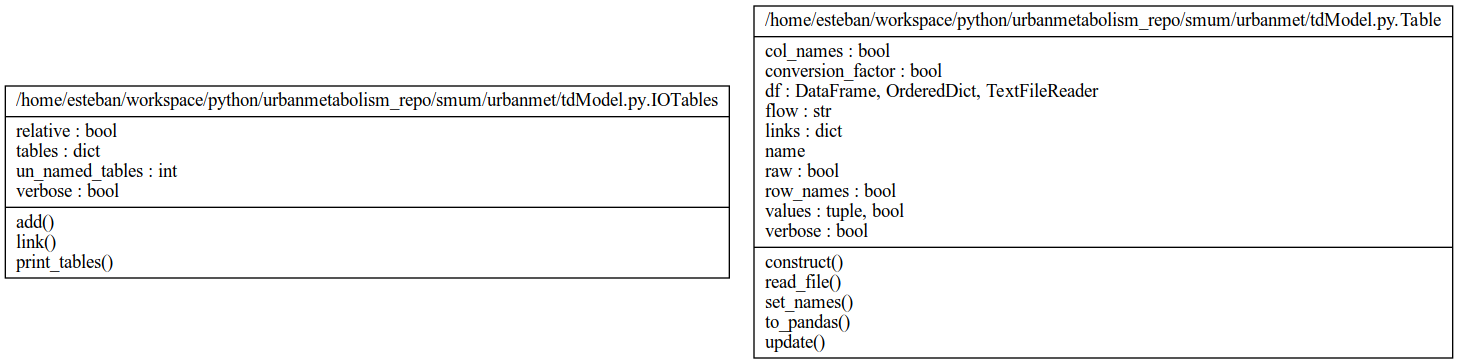 /home/esteban/workspace/python/urbanmetabolism_repo/smum/urbanmet/tdModel.py.IOTables
relative : bool
tables : dict
un_named_tables : int
verbose : bool
add()
link()
print_tables()
/home/esteban/workspace/python/urbanmetabolism_repo/smum/urbanmet/tdModel.py.Table
col_names : bool
conversion_factor : bool
df : DataFrame, OrderedDict, TextFileReader
flow : str
links : dict
name
raw : bool
row_names : bool
values : tuple, bool
verbose : bool
construct()
read_file()
set_names()
to_pandas()
update()